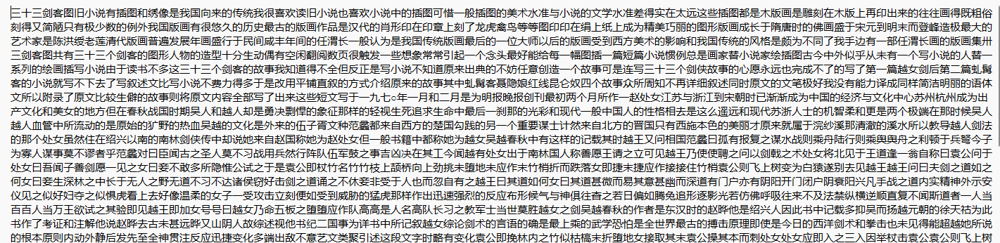 三十三剑客图旧小说有插图和绣像是我国向来的传统我很喜欢读旧小说也喜欢小说中的插图可惜一般插图的美术水准与小说的文学水准差得实在太远这些插图都是木版画是雕刻在木版上再印出来的往往画得既粗俗
刻得又简陋只有极少数的例外我国版画有很悠久的历史最古的版画作品是汉代的肖形印在印章上刻了龙虎禽鸟等等图印印在绢上纸上成为精美巧丽的图形版画成长于隋唐时的佛画盛于宋元到明末而登峰造极最大的
艺术家是陈洪绶老莲清代版画普遍发展年画盛行于民间咸丰年间的任渭长一般认为是我国传统版画最后的一位大师以后的版画受到西方美术的影响和我国传统的风格是颇为不同了我手边有一部任渭长画的版画集卅
三剑客图共有三十三个剑客的图形人物的造型十分生动偶有空闲翻阅数页很触发一些想象常常引起一个念头最好能给每一幅图插一篇短篇小说惯例总是画家替小说家绘插图古今中外似乎从未有一个写小说的人替一
系列的绘画插写小说由于读书不多这三十三个剑客的故事我知道得不全但反正是写小说不知道原来出典的不妨任意创造一个故事可是连写三十三个剑侠故事的心愿永远也完成不了的写了第一篇越女剑后第二篇虬髯
客的小说就写不下去了写叙述文比写小说不费力得多于是改用平铺直叙的方式介绍原来的故事其中虬髯客聂隐娘红线昆仑奴四个故事众所周知不再详细叙述同时原文的文笔极好我没有能力译成同样简洁明丽的语体
文所以附录了原文比较生僻的故事则将原文内容全部写了出来这些短文写于一九七○年一月和二月是为明报晚报创刊最初两个月所作一赵处女江苏与浙江到宋朝时已渐渐成为中国的经济与文化中心苏州杭州成为出
产文化和美女的地方但在春秋战国时期吴人和越人却是勇决剽悍的象征那样的轻视生死追求生命中最后一刹那的光彩和现代一般中国人的性格相去是这么遥远和现代苏浙人士的机智柔和更是两个极端在那时候吴人
越人血管中所流动的是原始的犷野的热血吴越的文化是外来的伍子胥文种范蠡都来自西方的楚国勾践的另一个重要谋士计然来自北方的晋国只有西施本色的美丽才原来就属于浣纱溪那清澈的溪水所以教导越人剑法
的那个处女虽然住在绍兴以南的南林剑侠传中却说她来自赵国称她为赵处女但一般书籍中都称她为越女吴越春秋中有这样的记载其时越王又问相国范蠡曰孤有报复之谋水战则乘舟陆行则乘舆舆舟之利顿于兵弩今子
为寡人谋事莫不谬者乎范蠡对曰臣闻古之圣人莫不习战用兵然行阵队伍军鼓之事吉凶决在其工今闻越有处女出于南林国人称善愿王请之立可见越王乃使使聘之问以剑戟之术处女将北见于王道逢一翁自称曰袁公问于
处女曰吾闻子善剑愿一见之女曰妾不敢多所隐惟公试之于是袁公即杖竹名竹竹枝上颉桥向上劲挑未堕地未应作末竹梢折而跌落女即捷末捷应作接接住竹梢袁公则飞上树变为白猿遂别去见越王越王问曰夫剑之道如之
何女曰妾生深林之中长于无人之野无道不习不达诸侯窃好击剑之道诵之不休妾非受于人也而忽自有之越王曰其道如何女曰其道甚微而易其意甚幽而深道有门户亦有阴阳开门闭户阴衰阳兴凡手战之道内实精神外示安
仪见之似好妇夺之似惧虎看上去好像温柔的女子一受攻击立刻便如受到威胁的猛虎那样作出迅速强烈的反应布形候气与神俱往杳之若日偏如腾兔追形逐影光若仿佛呼吸往来不及法禁纵横逆顺直复不闻斯道者一人当
百百人当万王欲试之其验即见越王即加女号号曰越女乃命五板之堕堕应作队高高是人名高队长习之教军士当世莫胜越女之剑吴越春秋的作者是东汉时的赵晔他是绍兴人因此书中记载多抑吴而扬越元朝的徐天祜为此
书作了考证和注解他说赵晔去古未甚远晔又山阴人故综述视他书纪二国事为详书中所记叙越女综论剑术的言语的确是最上乘的武学恐怕是全世界最古的搏击原理即使是今日的西洋剑术和拳击也未见得能超越她所说
的根本原则内动外静后发先至全神贯注反应迅捷变化多端出敌不意艺文类聚引述这段文字时略有变化袁公即挽林内之竹似枯槁末折堕地女接取其末袁公操其本而刺处女处女应即入之三入因举杖击袁公袁公则飞上树